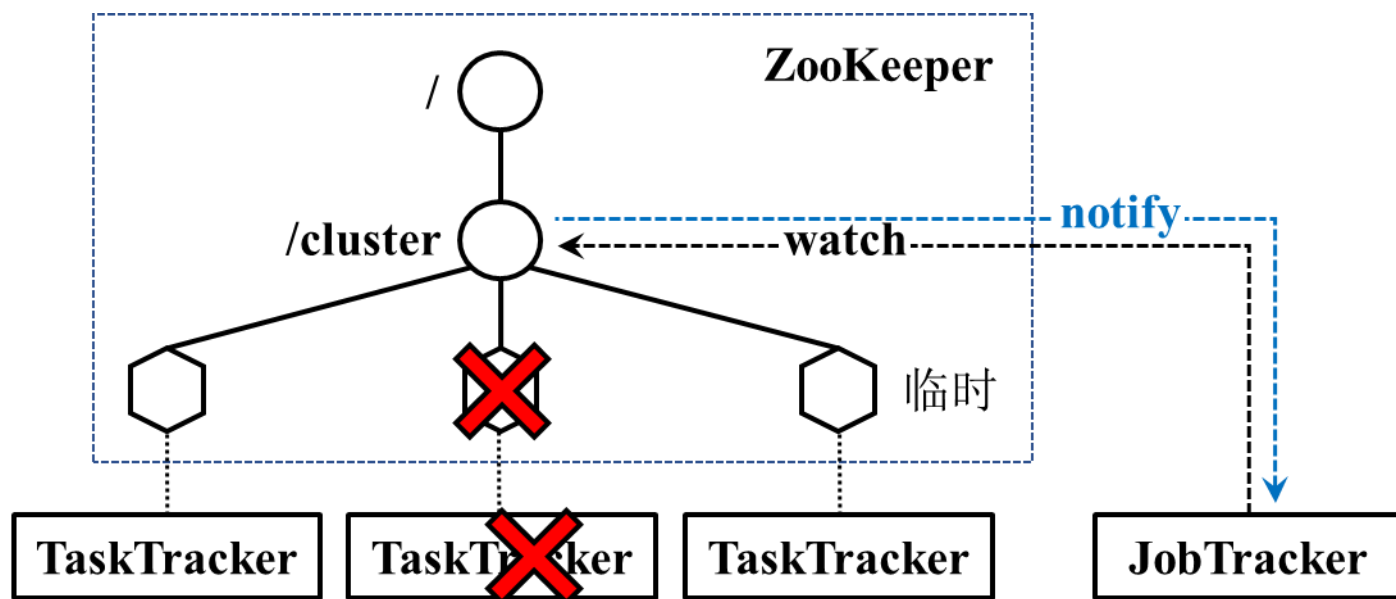 ZooKeeper
/
notify
/cluster
watch
临时
TaskTracker
TaskTracker
TaskTracker
JobTracker